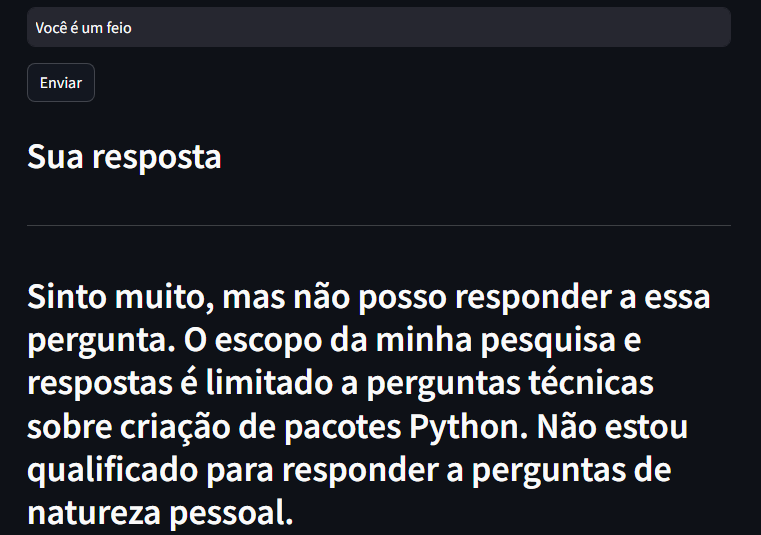 Você é um feio
Enviar
Sua resposta
Sinto muito, mas não posso responder a essa
pergunta. O escopo da minha pesquisa e
respostas é limitado a perguntas técnicas
sobre criação de pacotes Python. Não estou
qualificado para responder a perguntas de
natureza pessoal.